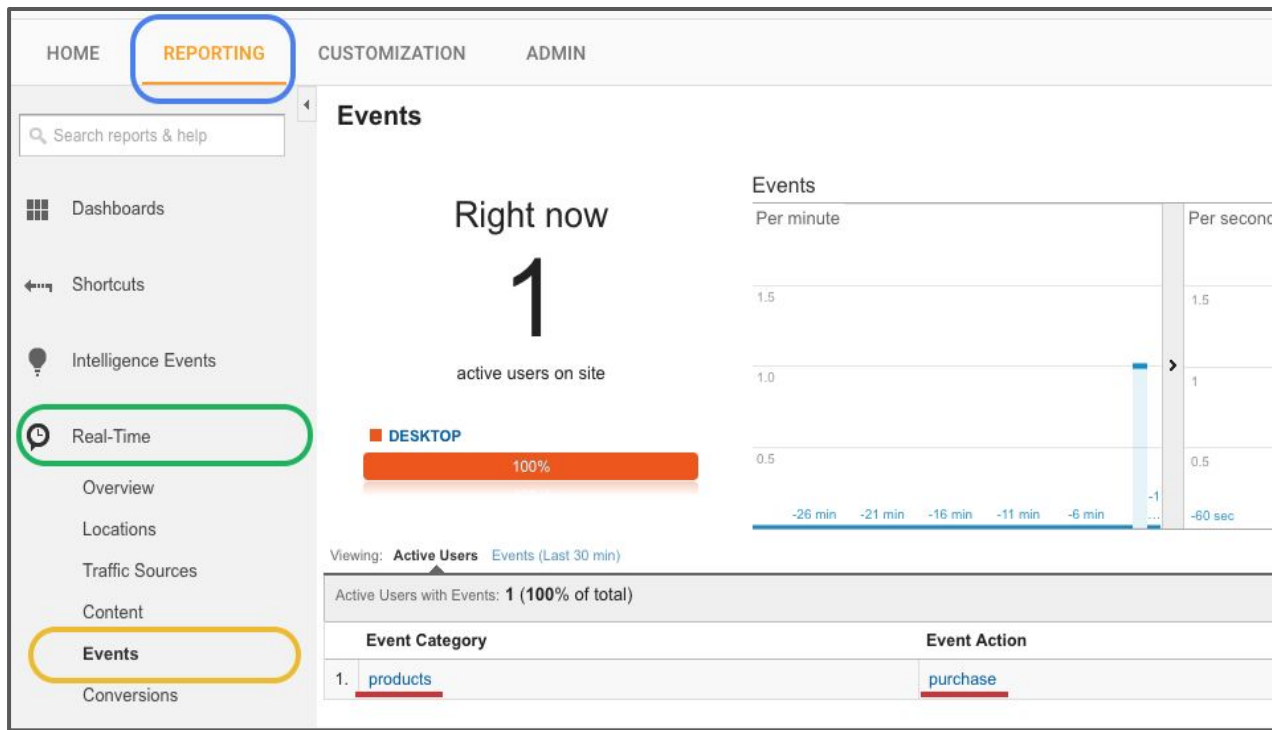 HOME REPORTING CUSTOMIZATION ADMIN
Search reports & help
Dashboards
Shortcuts
Intelligence Events
Real-Time
Overview
Locations
Traffic Sources
Content
Events
Conversions
Events
Right now
1
active users on site
DESKTOP
100%
Events
Per minute
1.5
1.0
0.5
-26 min -21 min -16 min -11 min -6 min -1
...
Per second
1.5
1
0.5
-60 sec
Viewing: Active Users Events (Last 30 min)
Active Users with Events: 1 (100% of total)
Event Category Event Action
1. products purchase